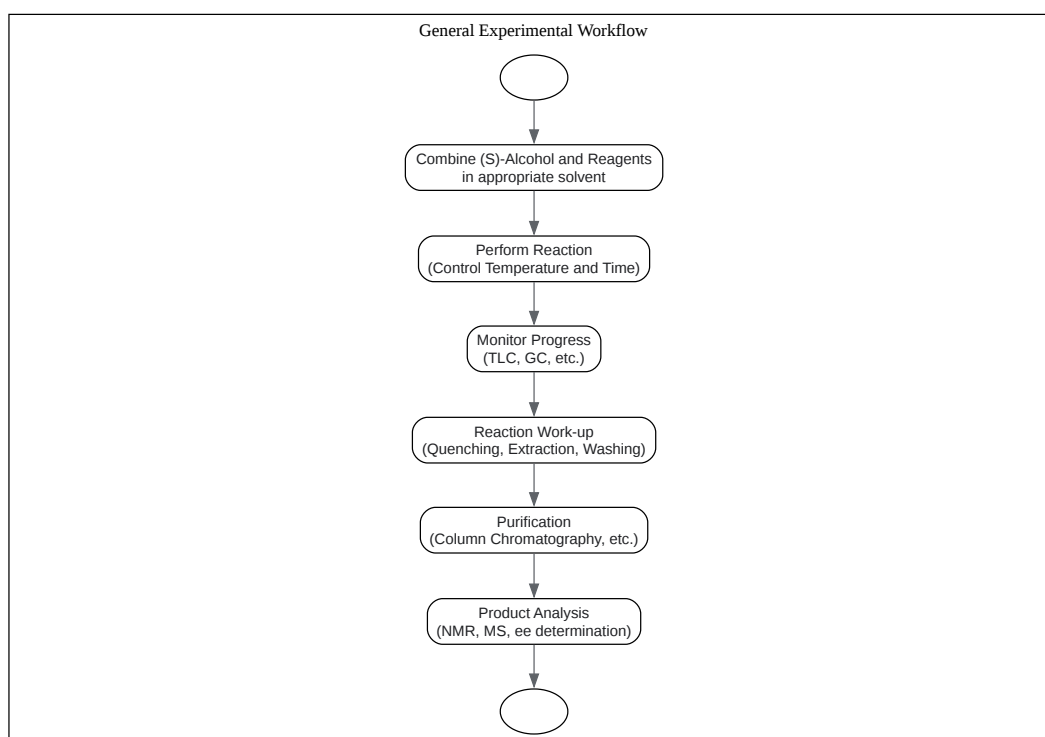 General Experimental Workflow
Combine (S)-Alcohol and Reagents
in appropriate solvent
Perform Reaction
(Control Temperature and Time)
Monitor Progress
(TLC, GC, etc.)
Reaction Work-up
(Quenching, Extraction, Washing)
Purification
(Column Chromatography, etc.)
Product Analysis
(NMR, MS, ee determination)